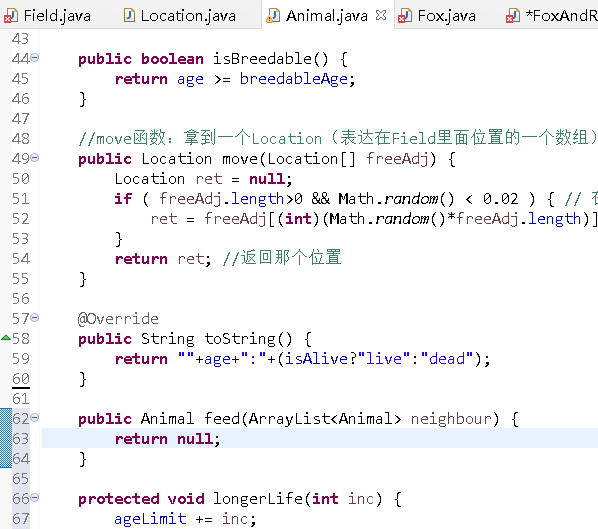 Field.java Location.java Animal.java Fox.java *FoxAndR
43
44 public boolean isBreedable() {
45 return age >= breedableAge;
46 }
47
48 //move函数：拿到一个Location（表达在Field里面位置的一个数组）
49 public Location move(Location[] freeAdj) {
50 Location ret = null;
51 if ( freeAdj.length>0 && Math.random() < 0.02 ) { // 在
52 ret = freeAdj[(int)(Math.random()*freeAdj.length)]
53 }
54 return ret; //返回那个位置
55 }
56
57 @Override
58 public String toString() {
59 return ""+age+":"+(isAlive?"live":"dead");
60 }
61
62 public Animal feed(ArrayList<Animal> neighbour) {
63 return null;
64 }
65
66 protected void longerLife(int inc) {
67 ageLimit += inc;